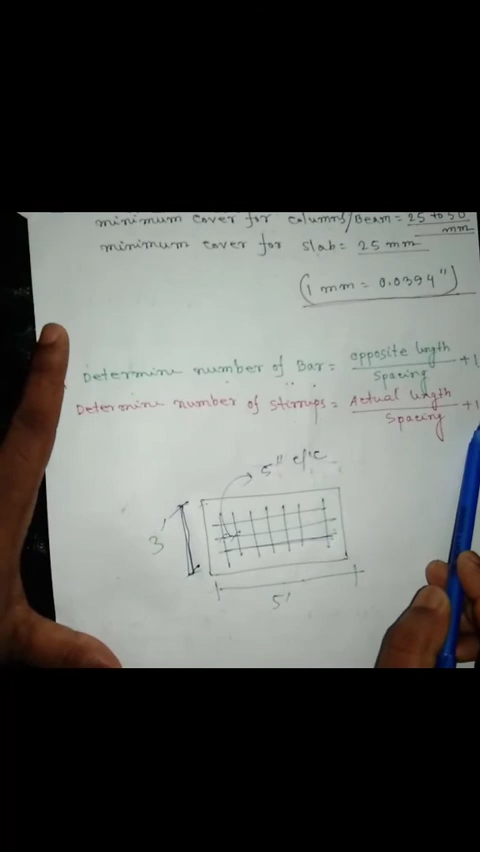 minimum cover for columns/Beam = 25 to 50 mm
minimum cover for slab = 25 mm
(1 mm = 0.0394")
Determine number of Bar = opposite length / spacing + 1
Determine number of stirrups = Actual length / spacing + 1
5" c/c
3'
5'